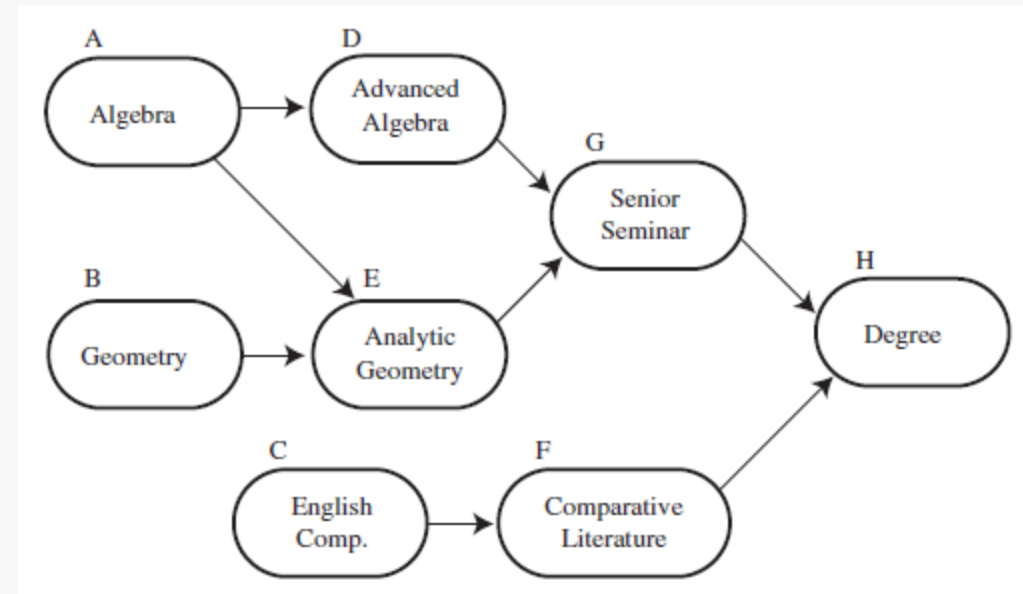 A
Algebra
D
Advanced
Algebra
G
Senior
Seminar
B
Geometry
E
Analytic
Geometry
H
Degree
C
English
Comp.
F
Comparative
Literature